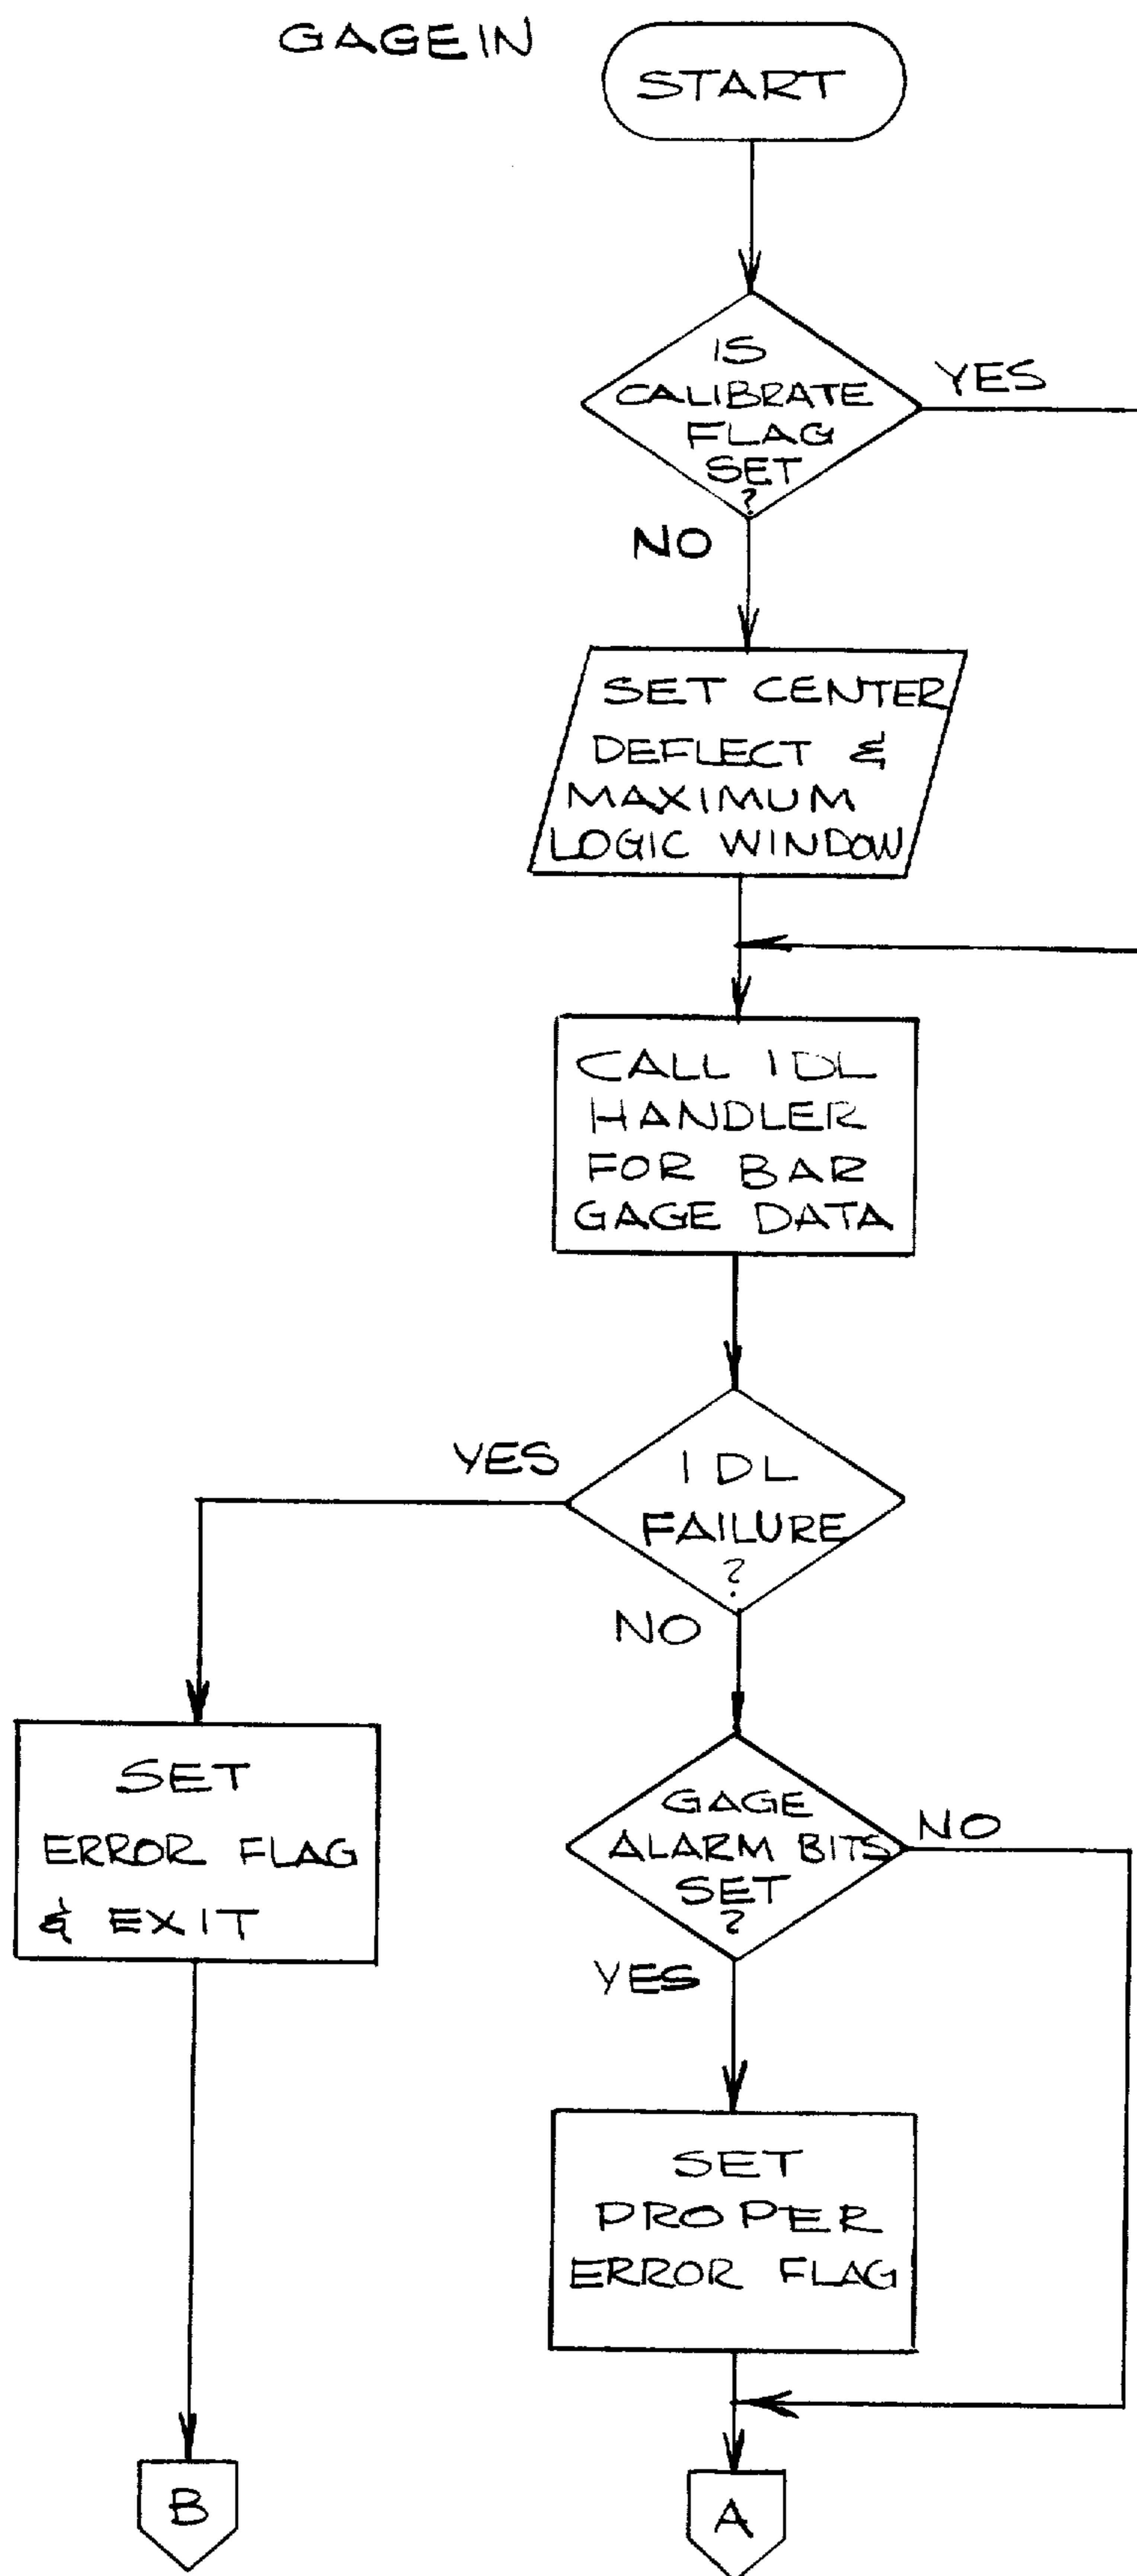 GAGEIN
START
IS
CALIBRATE
FLAG
SET
?
YES
NO
SET CENTER
DEFLECT &
MAXIMUM
LOGIC WINDOW
CALL IDL
HANDLER
FOR BAR
GAGE DATA
YES
IDL
FAILURE
?
NO
SET
ERROR FLAG
& EXIT
GAGE
ALARM BITS
SET
?
NO
YES
SET
PROPER
ERROR FLAG
B
A